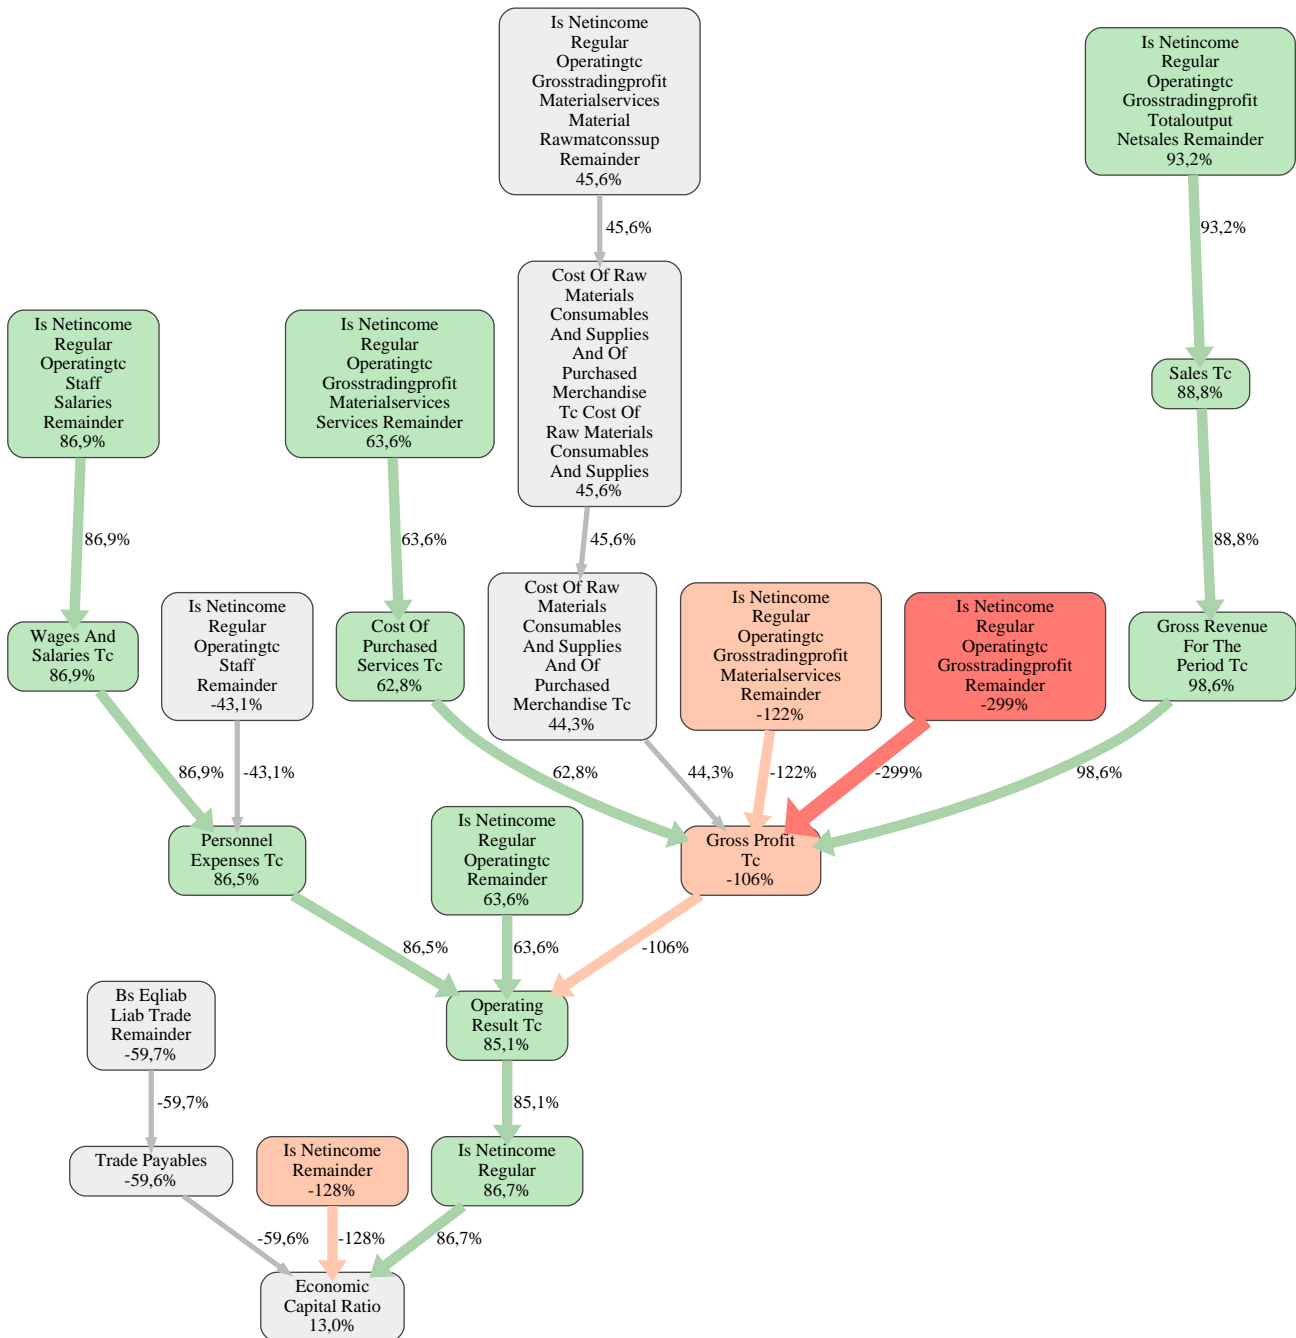 Is Netincome
Regular
Operatingtc
Grosstradingprofit
Materialservices
Material
Rawmatconssup
Remainder
45,6%
Is Netincome
Regular
Operatingtc
Grosstradingprofit
Totaloutput
Netsales Remainder
93,2%
45,6%
93,2%
Cost Of Raw
Materials
Consumables
And Supplies
And Of
Purchased
Merchandise
Tc Cost Of
Raw Materials
Consumables
And Supplies
45,6%
Is Netincome
Regular
Operatingtc
Staff
Salaries
Remainder
86,9%
Is Netincome
Regular
Operatingtc
Grosstradingprofit
Materialservices
Services Remainder
63,6%
Sales Tc
88,8%
86,9%
63,6%
45,6%
88,8%
Wages And
Salaries Tc
86,9%
Is Netincome
Regular
Operatingtc
Staff
Remainder
-43,1%
Cost Of
Purchased
Services Tc
62,8%
Cost Of Raw
Materials
Consumables
And Supplies
And Of
Purchased
Merchandise Tc
44,3%
Is Netincome
Regular
Operatingtc
Grosstradingprofit
Materialservices
Remainder
-122%
Is Netincome
Regular
Operatingtc
Grosstradingprofit
Remainder
-299%
Gross Revenue
For The
Period Tc
98,6%
86,9%
-43,1%
62,8%
44,3%
-122%
-299%
98,6%
Personnel
Expenses Tc
86,5%
Is Netincome
Regular
Operatingtc
Remainder
63,6%
Gross Profit
Tc
-106%
86,5%
63,6%
-106%
Bs Eqliab
Liab Trade
Remainder
-59,7%
Operating
Result Tc
85,1%
-59,7%
85,1%
Trade Payables
-59,6%
Is Netincome
Remainder
-128%
Is Netincome
Regular
86,7%
-59,6%
-128%
86,7%
Economic
Capital Ratio
13,0%